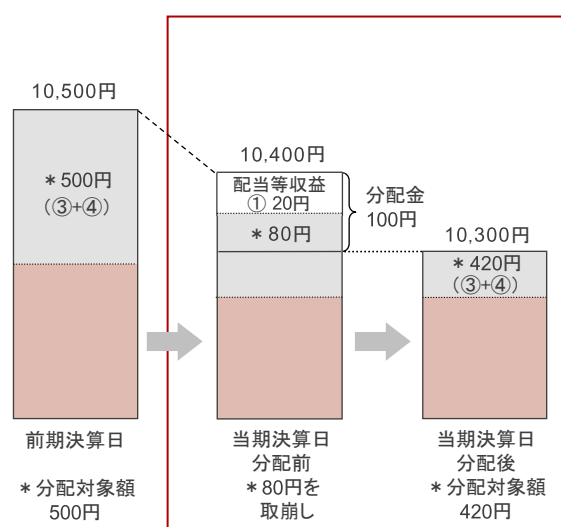 10,500円
＊500円
（③+④）
前期決算日
＊分配対象額
500円
10,400円
配当等収益
① 20円
＊80円
分配金
100円
当期決算日
分配前
＊80円を
取崩し
10,300円
＊420円
（③+④）
当期決算日
分配後
＊分配対象額
420円